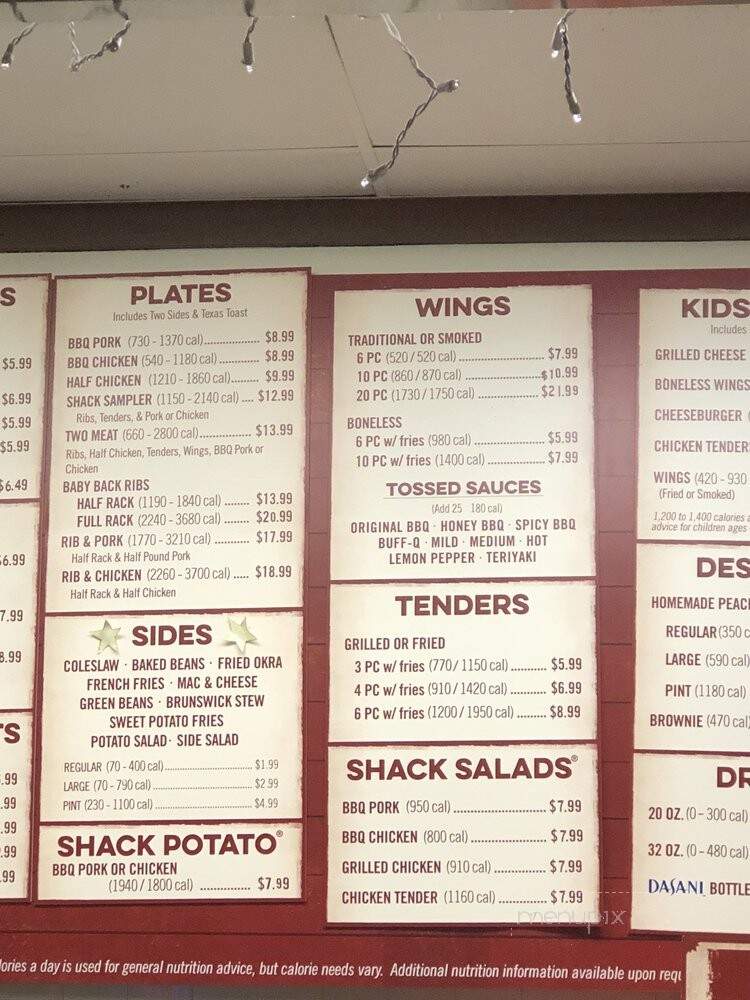 S
$5.99
$6.99
$5.99
$5.99
$6.49
$6.99
7.99
8.99
TS
.99
.99
.99
.99
.99
PLATES
Includes Two Sides & Texas Toast
BBQ PORK (730 - 1370 cal) $8.99
BBQ CHICKEN (540 - 1180 cal) $8.99
HALF CHICKEN (1210 - 1860 cal) $9.99
SHACK SAMPLER (1150 - 2140 cal) $12.99
Ribs, Tenders, & Pork or Chicken
TWO MEAT (660 - 2800 cal) $13.99
Ribs, Half Chicken, Tenders, Wings, BBQ Pork or
Chicken
BABY BACK RIBS
HALF RACK (1190 - 1840 cal) $13.99
FULL RACK (2240 - 3680 cal) $20.99
RIB & PORK (1770 - 3210 cal) $17.99
Half Rack & Half Pound Pork
RIB & CHICKEN (2260 - 3700 cal) $18.99
Half Rack & Half Chicken
SIDES
COLESLAW · BAKED BEANS · FRIED OKRA
FRENCH FRIES · MAC & CHEESE
GREEN BEANS · BRUNSWICK STEW
SWEET POTATO FRIES
POTATO SALAD · SIDE SALAD
REGULAR (70 - 400 cal) $1.99
LARGE (70 - 790 cal) $2.99
PINT (230 - 1100 cal) $4.99
SHACK POTATO®
BBQ PORK OR CHICKEN
(1940 / 1800 cal) $7.99
WINGS
TRADITIONAL OR SMOKED
6 PC (520 / 520 cal) $7.99
10 PC (860 / 870 cal) $10.99
20 PC (1730 / 1750 cal) $21.99
BONELESS
6 PC w/ fries (980 cal) $5.99
10 PC w/ fries (1400 cal) $7.99
TOSSED SAUCES
(Add 25 180 cal)
ORIGINAL BBQ · HONEY BBQ · SPICY BBQ
BUFF-Q · MILD · MEDIUM · HOT
LEMON PEPPER · TERIYAKI
TENDERS
GRILLED OR FRIED
3 PC w/ fries (770 / 1150 cal) $5.99
4 PC w/ fries (910 / 1420 cal) $6.99
6 PC w/ fries (1200 / 1950 cal) $8.99
SHACK SALADS®
BBQ PORK (950 cal) $7.99
BBQ CHICKEN (800 cal) $7.99
GRILLED CHICKEN (910 cal) $7.99
CHICKEN TENDER (1160 cal) $7.99
KIDS
Includes
GRILLED CHEESE
BONELESS WINGS
CHEESEBURGER (
CHICKEN TENDERS
WINGS (420 - 930
(Fried or Smoked)
1,200 to 1,400 calories a
advice for children ages
DES
HOMEMADE PEAC
REGULAR (350 c
LARGE (590 cal)
PINT (1180 cal)
BROWNIE (470 cal)
DR
20 OZ. (0 - 300 cal)
32 OZ. (0 - 480 cal)
DASANI BOTTLE
menupix
lories a day is used for general nutrition advice, but calorie needs vary. Additional nutrition information available upon requ